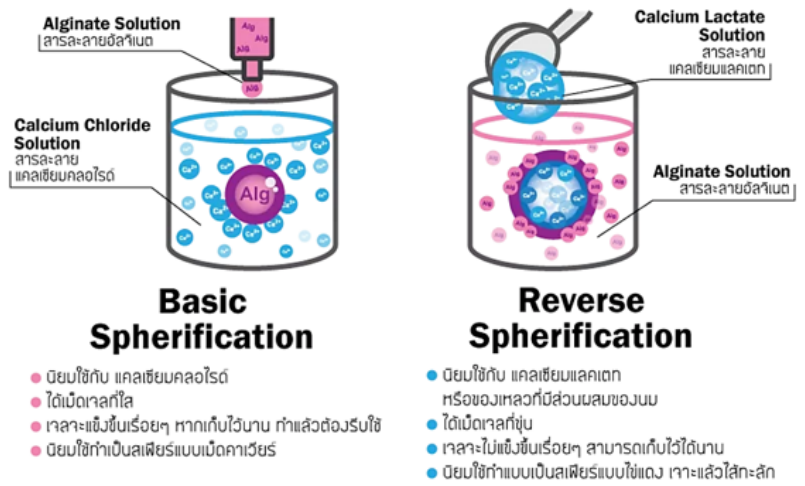 Alginate Solution
สารละลายอัลจิเนต
Alg
Alg
Alg
Alg
Calcium Chloride
Solution
สารละลาย
แคลเซียมคลอไรด์
Ca²⁺
Alg
Basic
Spherification
นิยมใช้กับ แคลเซียมคลอไรด์
ได้เม็ดเจลที่ใส
เจลจะแข็งขึ้นเรื่อยๆ หากเก็บไว้นาน ทำแล้วต้องรีบใช้
นิยมใช้ทำเป็นสเฟียร์แบบเม็ดคาเวียร์
Calcium Lactate
Solution
สารละลาย
แคลเซียมแลคเตท
Ca²⁺
Alginate Solution
สารละลายอัลจิเนต
Alg
Reverse
Spherification
นิยมใช้กับ แคลเซียมแลคเตท
หรือของเหลวที่มีส่วนผสมของนม
ได้เม็ดเจลที่ขุ่น
เจลจะไม่แข็งขึ้นเรื่อยๆ สามารถเก็บไว้ได้นาน
นิยมใช้ทำแบบเป็นสเฟียร์แบบไข่แดง เจาะแล้วไส้ทะลัก